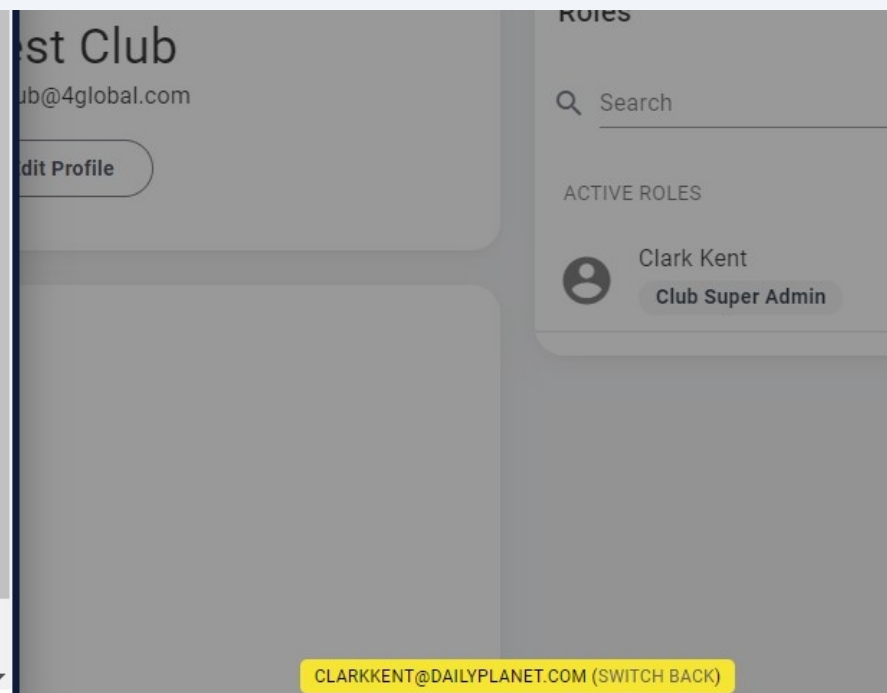 est Club
ub@4global.com
dit Profile
Roles
Search
ACTIVE ROLES
Clark Kent
Club Super Admin
CLARKKENT@DAILYPLANET.COM (SWITCH BACK)